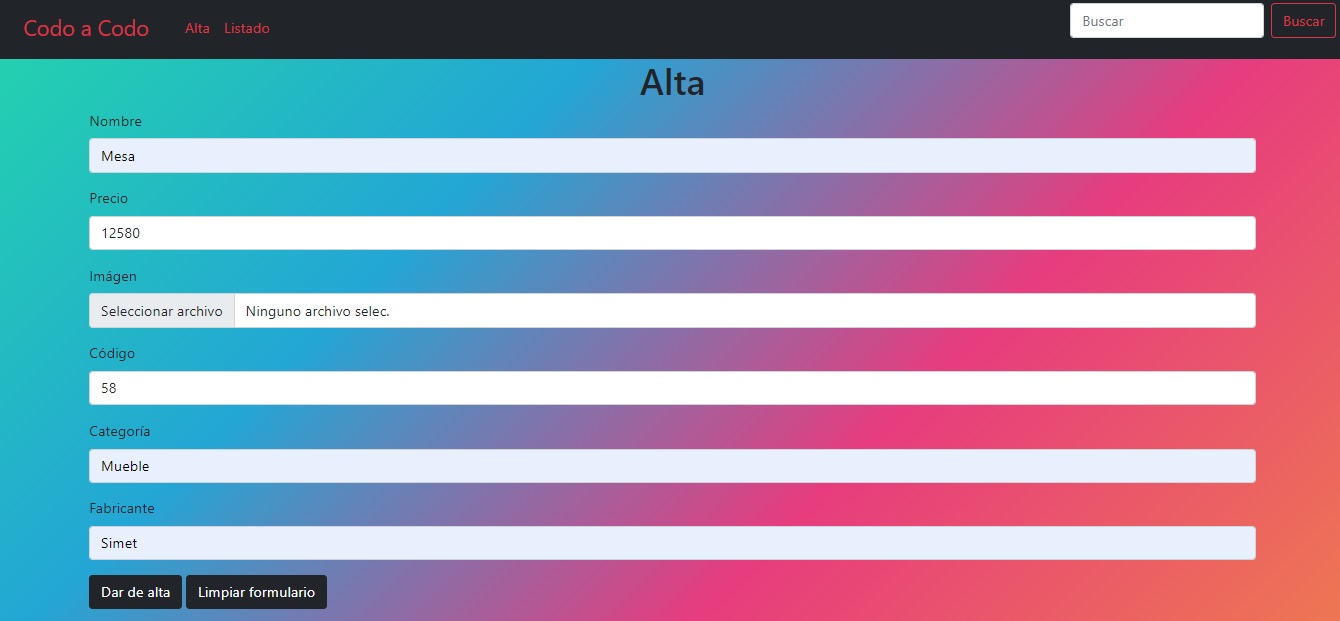 Codo a Codo Alta Listado Buscar Buscar
Alta
Nombre
Mesa
Precio
12580
Imágen
Seleccionar archivo Ninguno archivo selec.
Código
58
Categoría
Mueble
Fabricante
Simet
Dar de alta Limpiar formulario